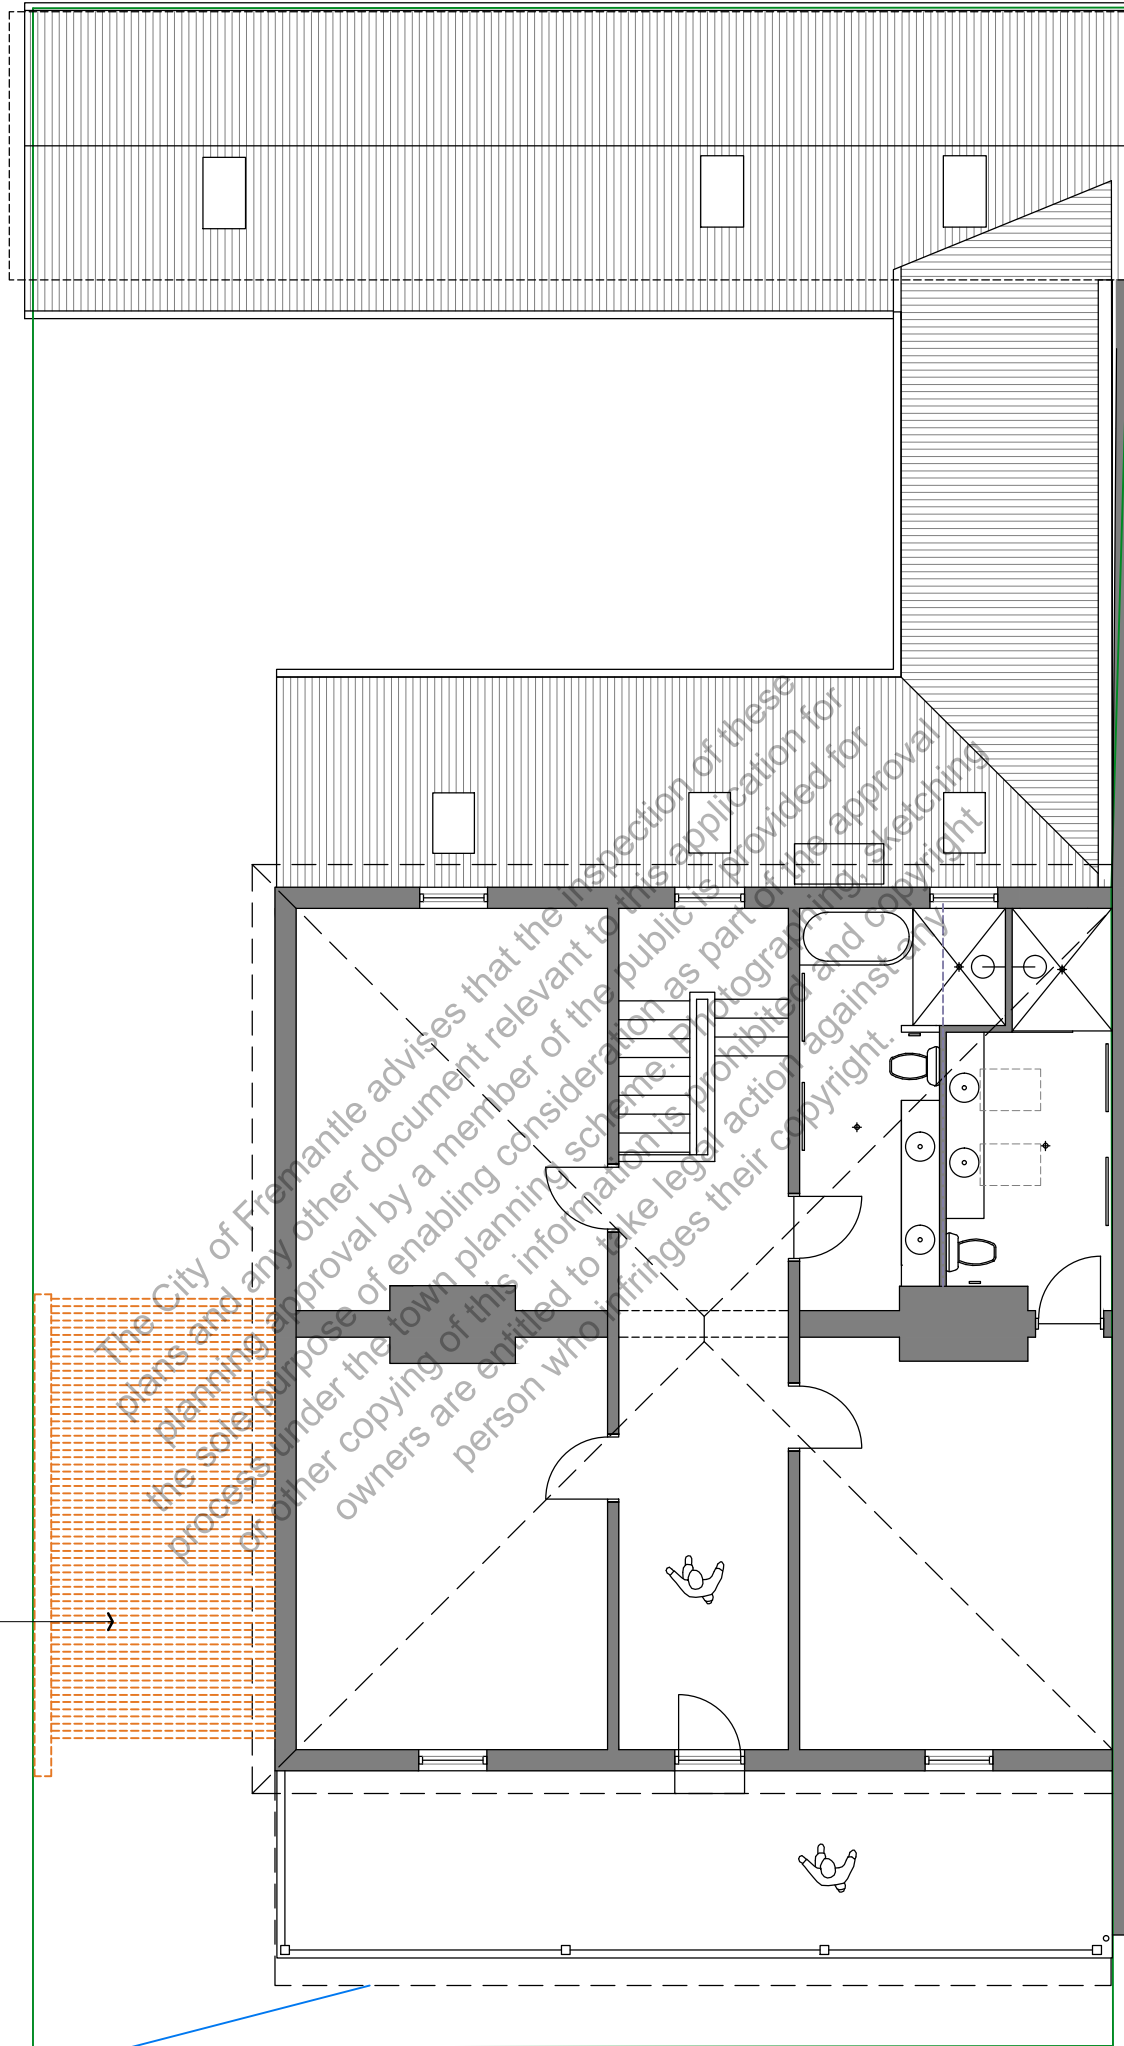 The City of Fremantle advises that the inspection of these
plans and any other document relevant to this application for
planning approval by a member of the public is provided for
the sole purpose of enabling consideration as part of the approval
process under the town planning scheme. Photographing, sketching
or other copying of this information is prohibited and copyright
owners are entitled to take legal action against any
person who infringes their copyright.